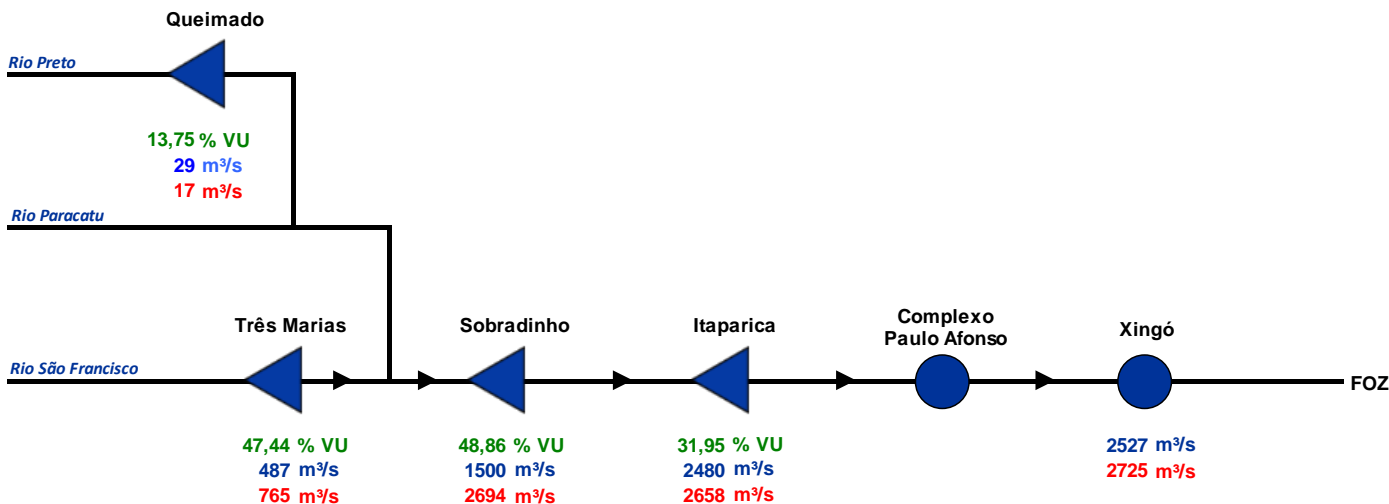 Queimado
Rio Preto
13,75 % VU
29 m³/s
17 m³/s
Rio Paracatu
Três Marias
Sobradinho
Itaparica
Complexo
Paulo Afonso
Xingó
Rio São Francisco
FOZ
47,44 % VU
487 m³/s
765 m³/s
48,86 % VU
1500 m³/s
2694 m³/s
31,95 % VU
2480 m³/s
2658 m³/s
2527 m³/s
2725 m³/s